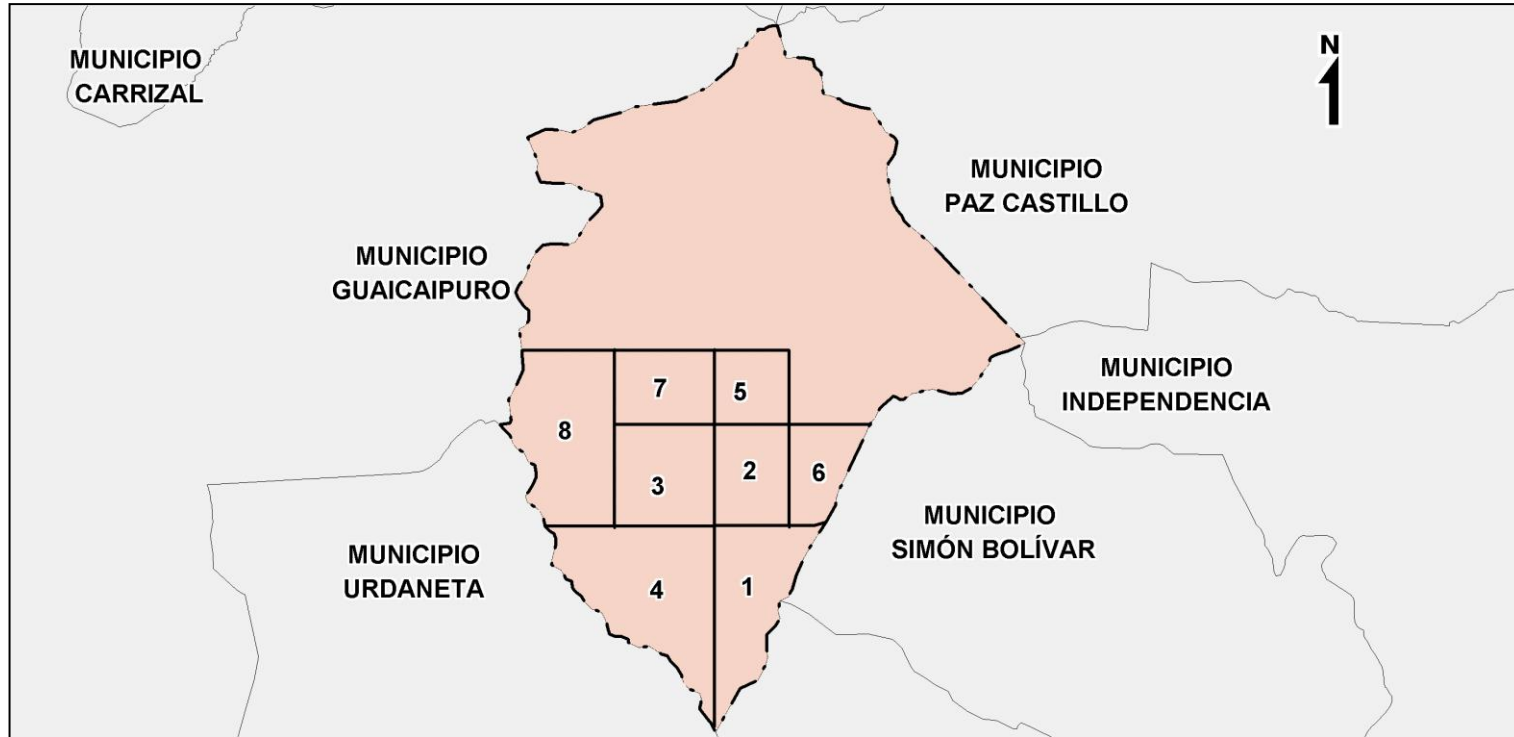 MUNICIPIO
CARRIZAL
N
MUNICIPIO
PAZ CASTILLO
MUNICIPIO
GUAICAIPURO
MUNICIPIO
INDEPENDENCIA
7
5
8
3
2
6
MUNICIPIO
SIMÓN BOLÍVAR
MUNICIPIO
URDANETA
4
1